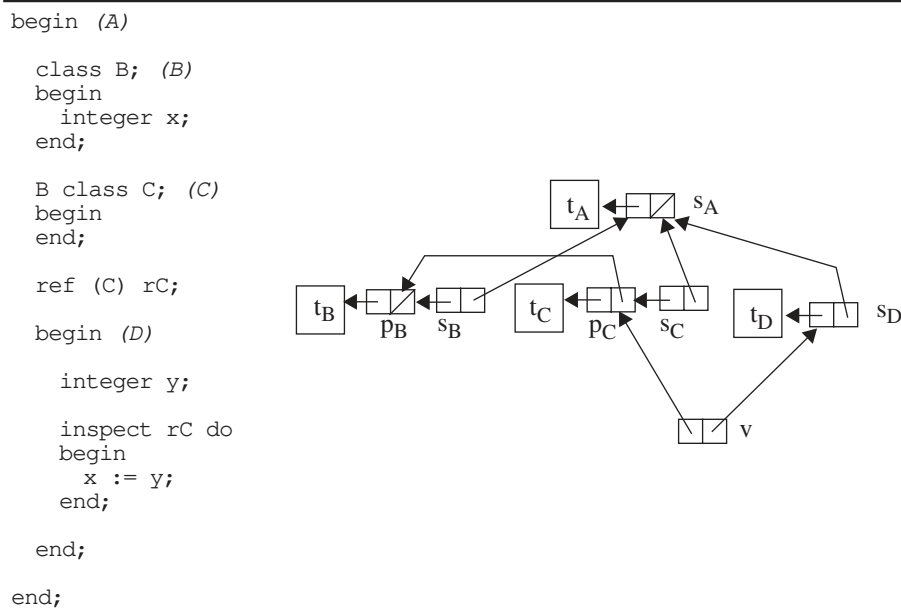 begin (A)
class B; (B)
begin
integer x;
end;
B class C; (C)
begin
end;
ref (C) rC;
begin (D)
integer y;
inspect rC do
begin
x := y;
end;
end;
end;
tA
sA
tB
pB
sB
tC
pC
sC
tD
sD
v